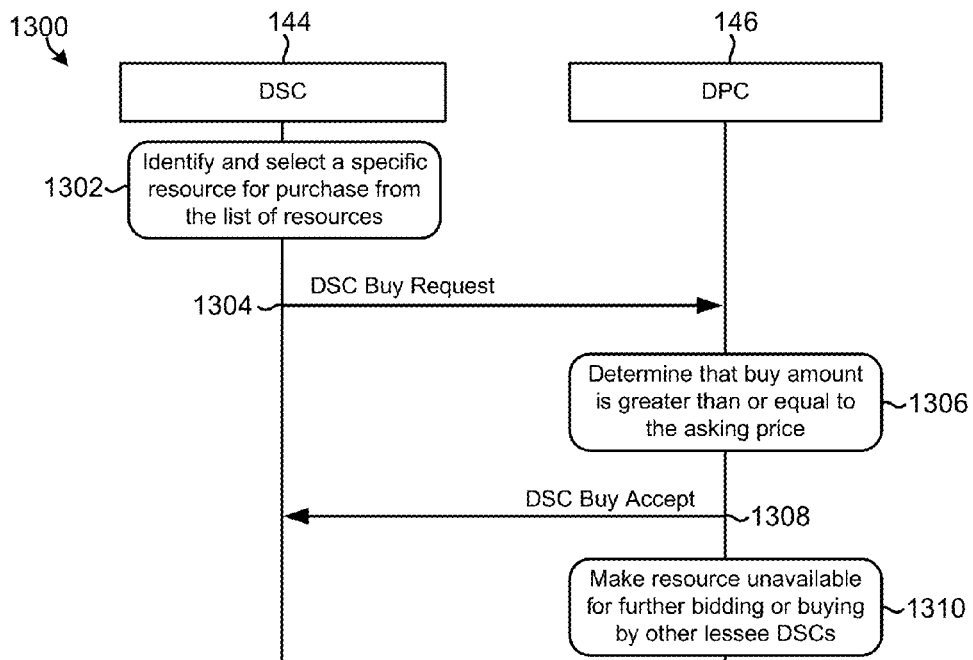 1300
144
146
DSC
DPC
Identify and select a specific
resource for purchase from
the list of resources
1302
DSC Buy Request
1304
Determine that buy amount
is greater than or equal to
the asking price
1306
DSC Buy Accept
1308
Make resource unavailable
for further bidding or buying
by other lessee DSCs
1310